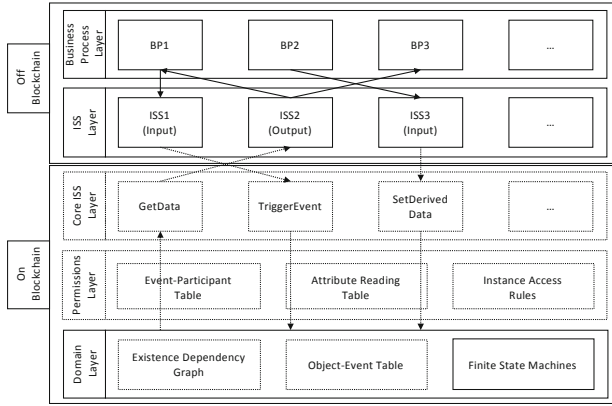 Off
Blockchain
Business
Process
Layer
BP1
BP2
BP3
...
ISS
Layer
ISS1
(Input)
ISS2
(Output)
ISS3
(Input)
...
On
Blockchain
Core ISS
Layer
GetData
TriggerEvent
SetDerived
Data
...
Permissions
Layer
Event-Participant
Table
Attribute Reading
Table
Instance Access
Rules
Domain
Layer
Existence Dependency
Graph
Object-Event Table
Finite State Machines